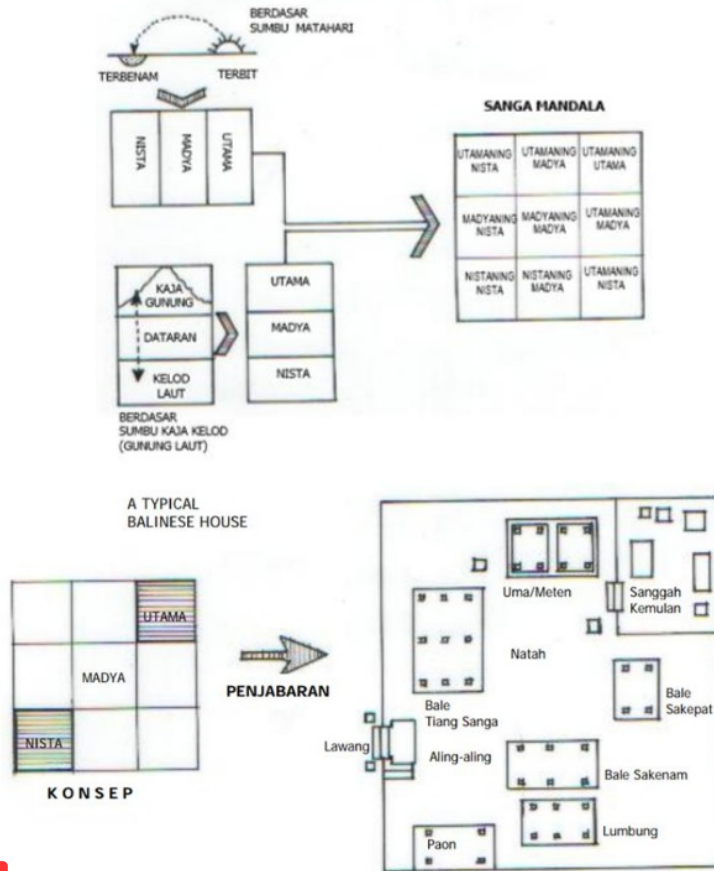 BERDASAR
SUMBU MATAHARI
TERBENAM
TERBIT
NISTA
MADYA
UTAMA
KAJA
GUNUNG
DATARAN
KELOD
LAUT
BERDASAR
SUMBU KAJA KELOD
(GUNUNG LAUT)
UTAMA
MADYA
NISTA
SANGA MANDALA
UTAMANING
NISTA
UTAMANING
MADYA
UTAMANING
UTAMA
MADYANING
NISTA
MADYANING
MADYA
UTAMANING
MADYA
NISTANING
NISTA
NISTANING
MADYA
UTAMANING
NISTA
A TYPICAL
BALINESE HOUSE
UTAMA
MADYA
NISTA
KONSEP
PENJABARAN
Uma/Meten
Sanggah
Kemulan
Natah
Bale
Tiang Sanga
Bale
Sakepat
Lawang
Aling-aling
Bale Sakenam
Lumbung
Paon